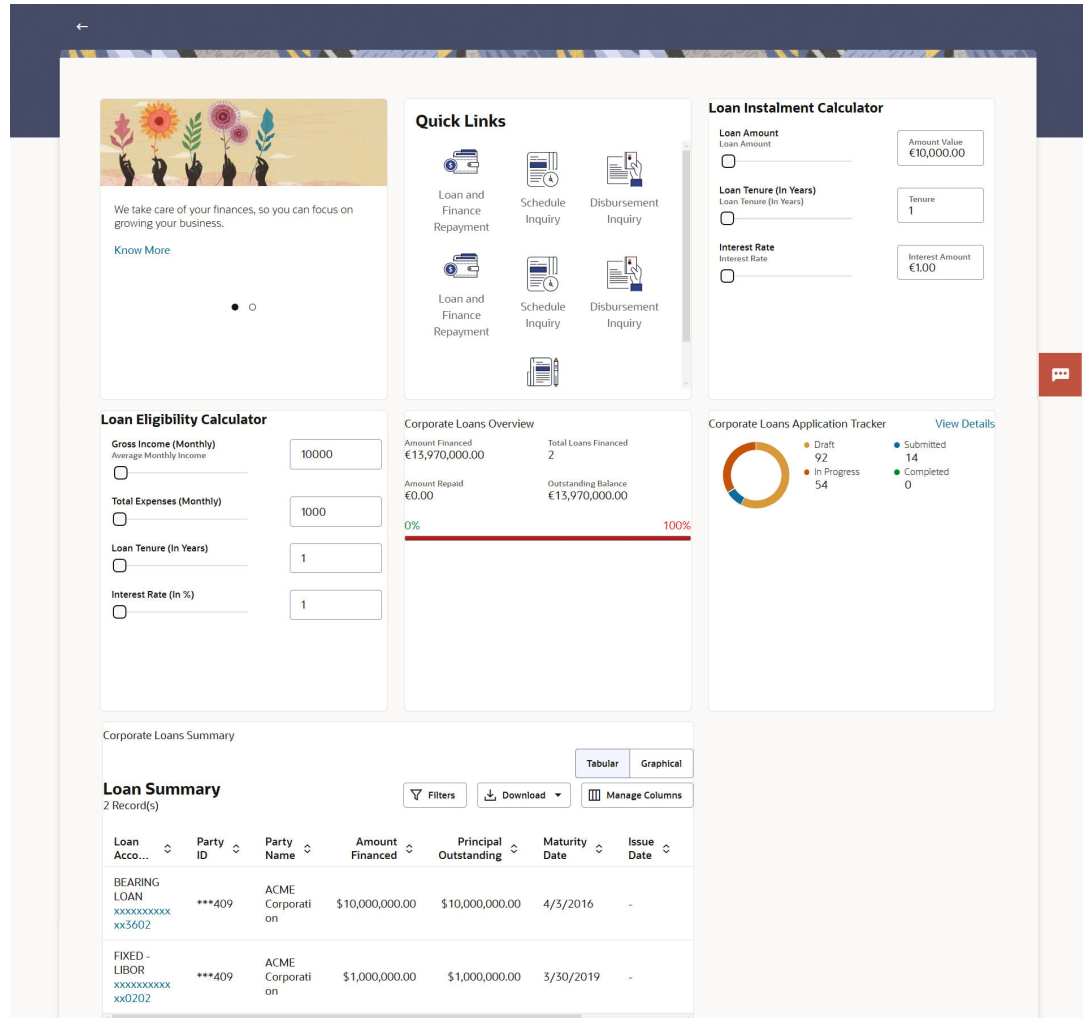 We take care of your finances, so you can focus on
growing your business.
Know More
Quick Links
Loan and
Finance
Repayment
Schedule
Inquiry
Disbursement
Inquiry
Loan and
Finance
Repayment
Schedule
Inquiry
Disbursement
Inquiry
Loan Instalment Calculator
Loan Amount
Loan Amount
Amount Value
€10,000.00
Loan Tenure (In Years)
Loan Tenure (In Years)
Tenure
1
Interest Rate
Interest Rate
Interest Amount
€1.00
Loan Eligibility Calculator
Gross Income (Monthly)
Average Monthly Income
10000
Total Expenses (Monthly)
1000
Loan Tenure (In Years)
1
Interest Rate (In %)
1
Corporate Loans Overview
Amount Financed
€13,970,000.00
Total Loans Financed
2
Amount Repaid
€0.00
Outstanding Balance
€13,970,000.00
0% 100%
Corporate Loans Application Tracker View Details
Draft
92
Submitted
14
In Progress
54
Completed
0
Corporate Loans Summary
Tabular Graphical
Loan Summary
2 Record(s)
Filters Download Manage Columns
Loan
Acco...
Party
ID
Party
Name
Amount
Financed
Principal
Outstanding
Maturity
Date
Issue
Date
BEARING
LOAN
xxxxxxxxxx
xx3602
***409
ACME
Corporati
on
$10,000,000.00
$10,000,000.00
4/3/2016
-
FIXED -
LIBOR
xxxxxxxxxx
xx0202
***409
ACME
Corporati
on
$1,000,000.00
$1,000,000.00
3/30/2019
-